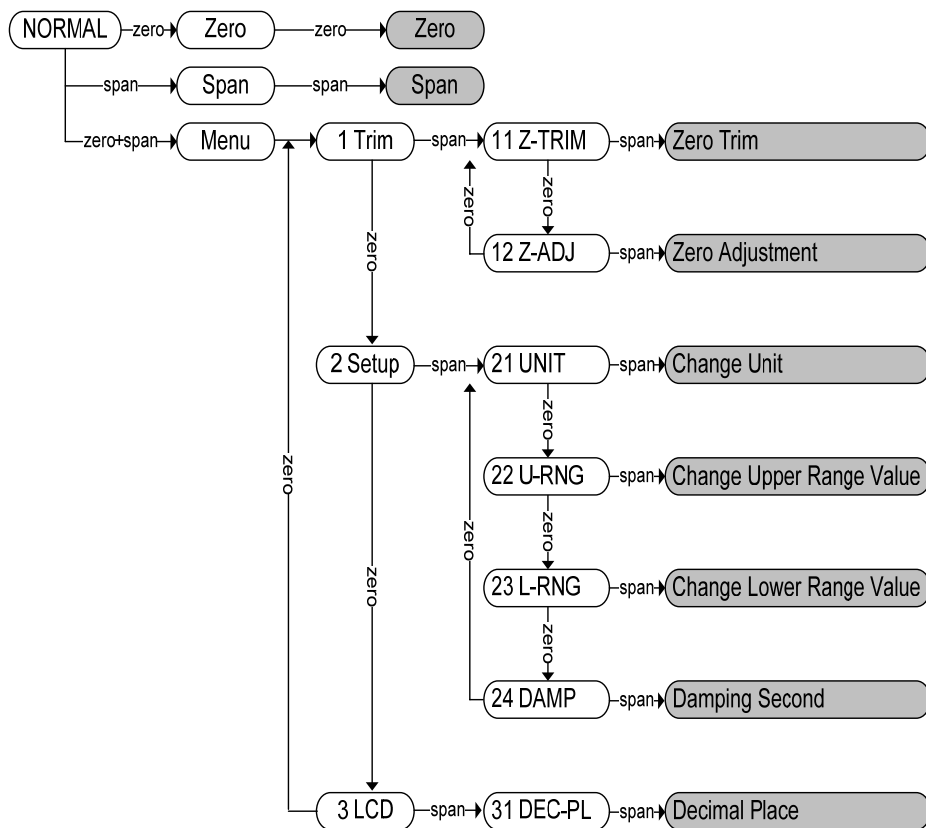 NORMAL zero Zero zero Zero
span Span span Span
zero+span Menu 1 Trim span 11 Z-TRIM span Zero Trim
zero
zero
zero
12 Z-ADJ span Zero Adjustment
2 Setup span 21 UNIT span Change Unit
zero
zero
22 U-RNG span Change Upper Range Value
zero
zero
zero
23 L-RNG span Change Lower Range Value
zero
24 DAMP span Damping Second
3 LCD span 31 DEC-PL span Decimal Place